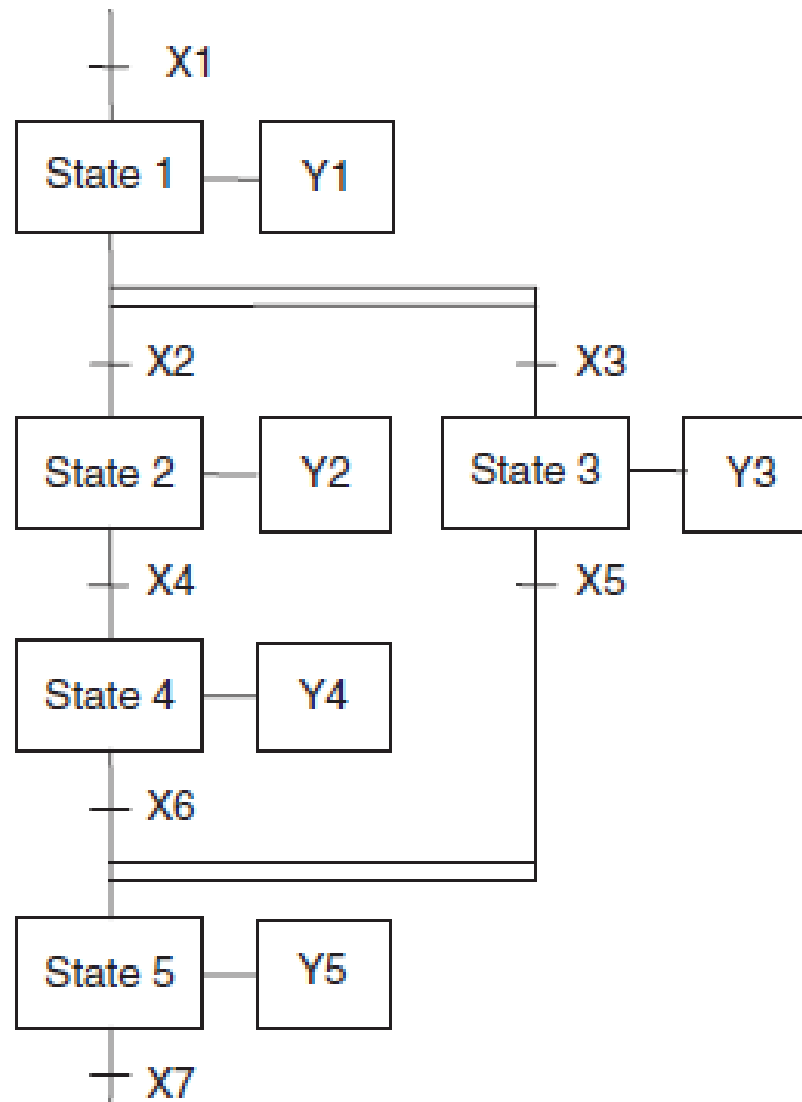 X1
State 1 Y1
X2 X3
State 2 Y2 State 3 Y3
X4 X5
State 4 Y4
X6
State 5 Y5
X7